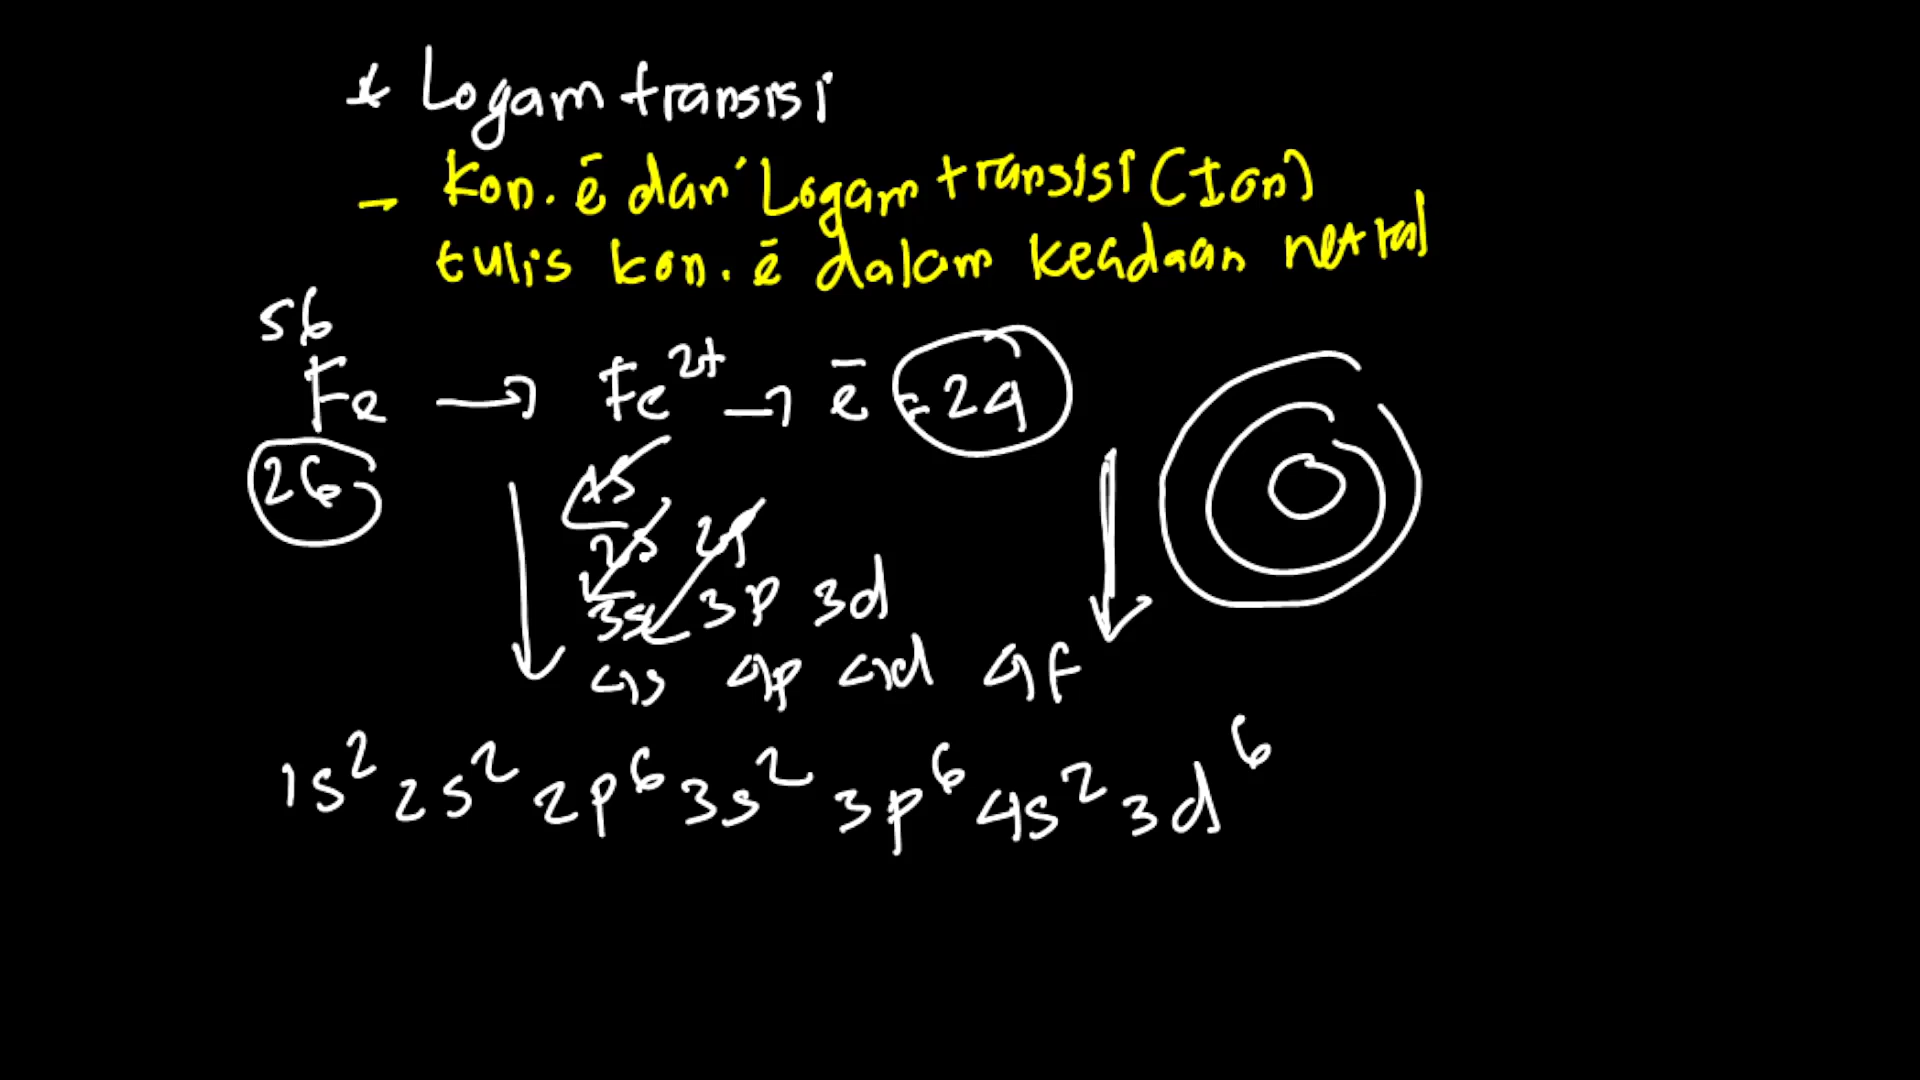 * Logam transisi
- Kon. ē dari Logam transisi (Ion)
tulis kon. ē dalam keadaan netral
56
Fe → Fe²⁺ → ē = 24
26
1s
2s 2p
3s 3p 3d
4s 4p 4d 4f
1s² 2s² 2p⁶ 3s² 3p⁶ 4s² 3d⁶